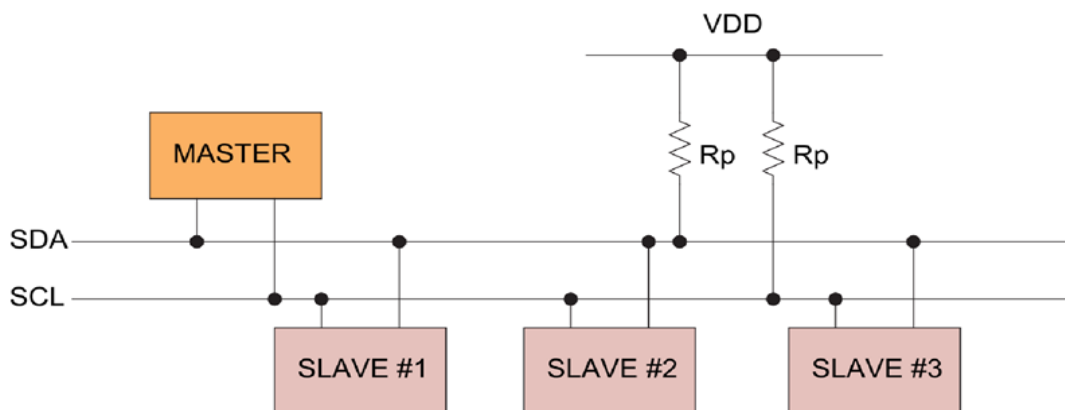 VDD
MASTER
Rp
Rp
SDA
SCL
SLAVE #1
SLAVE #2
SLAVE #3